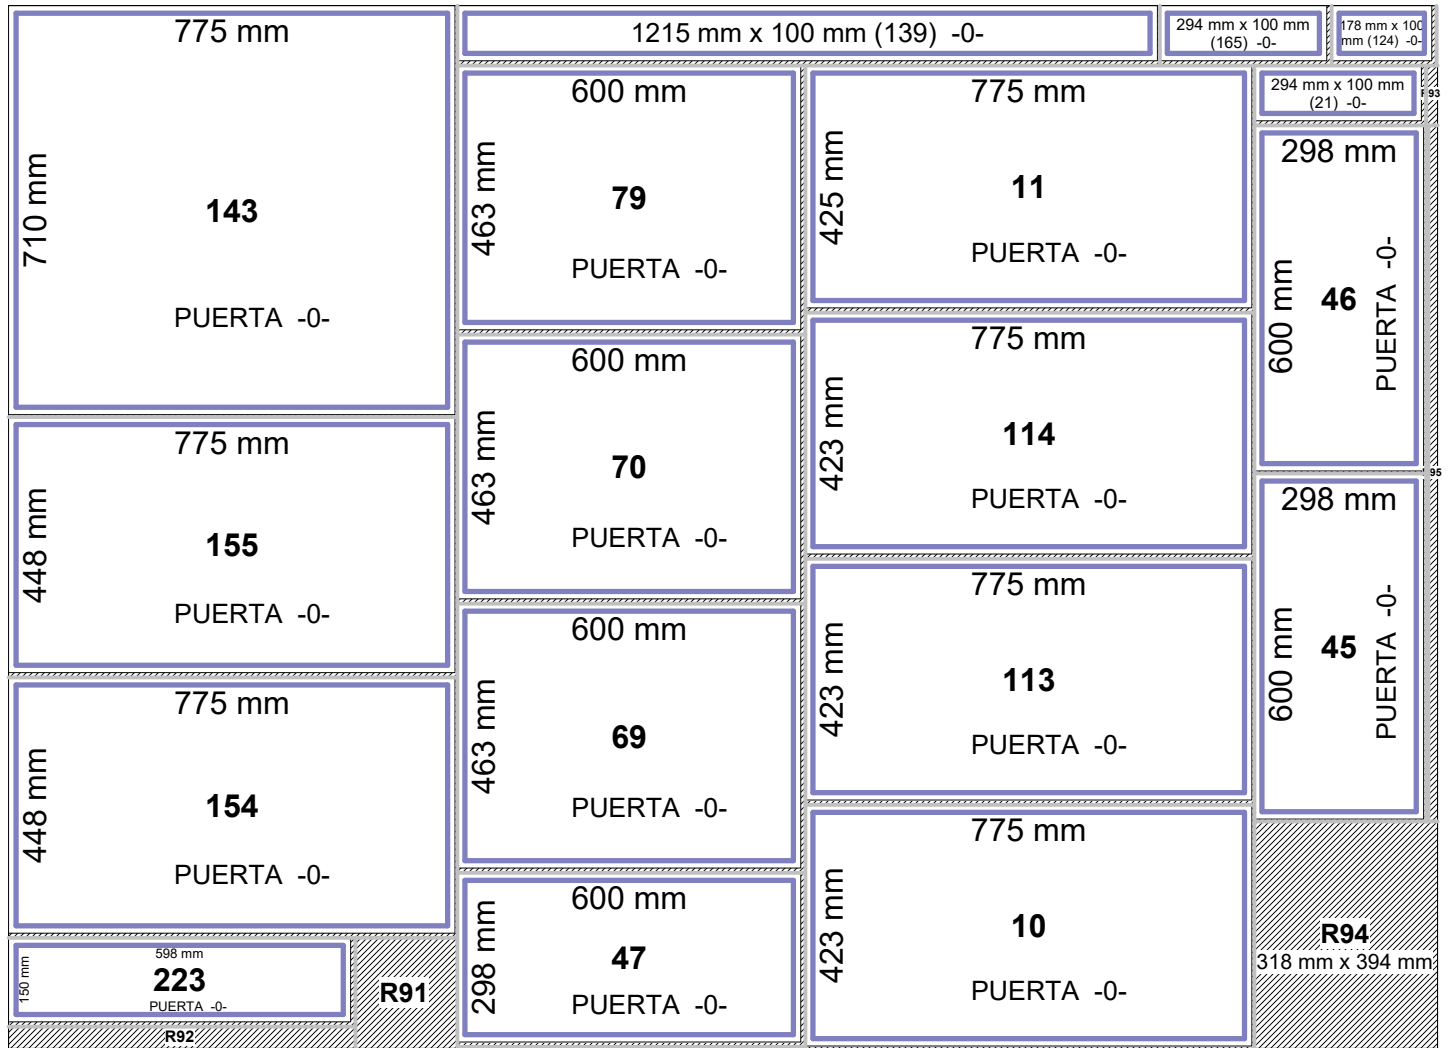 775 mm
710 mm
143
PUERTA -0-
1215 mm x 100 mm (139) -0-
294 mm x 100 mm
(165) -0-
178 mm x 100
mm (124) -0-
600 mm
463 mm
79
PUERTA -0-
775 mm
425 mm
11
PUERTA -0-
294 mm x 100 mm
(21) -0-
93
298 mm
600 mm
46
PUERTA -0-
775 mm
448 mm
155
PUERTA -0-
600 mm
463 mm
70
PUERTA -0-
775 mm
423 mm
114
PUERTA -0-
95
298 mm
600 mm
45
PUERTA -0-
775 mm
448 mm
154
PUERTA -0-
600 mm
463 mm
69
PUERTA -0-
775 mm
423 mm
113
PUERTA -0-
598 mm
150 mm
223
PUERTA -0-
R91
R92
600 mm
298 mm
47
PUERTA -0-
775 mm
423 mm
10
PUERTA -0-
R94
318 mm x 394 mm